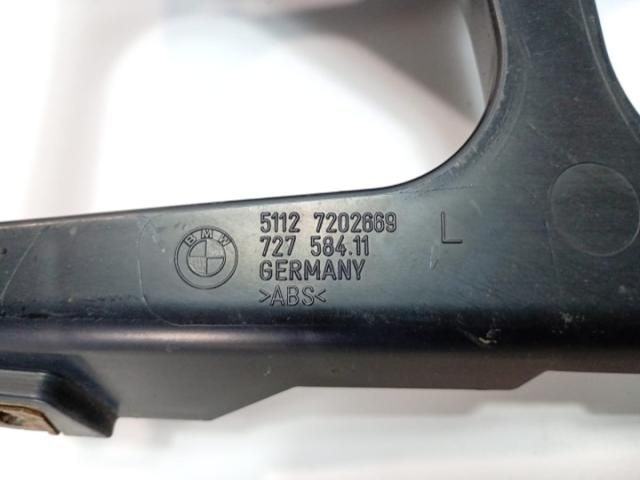 BMW
5112 7202669 L
727 584.11
GERMANY
>ABS<